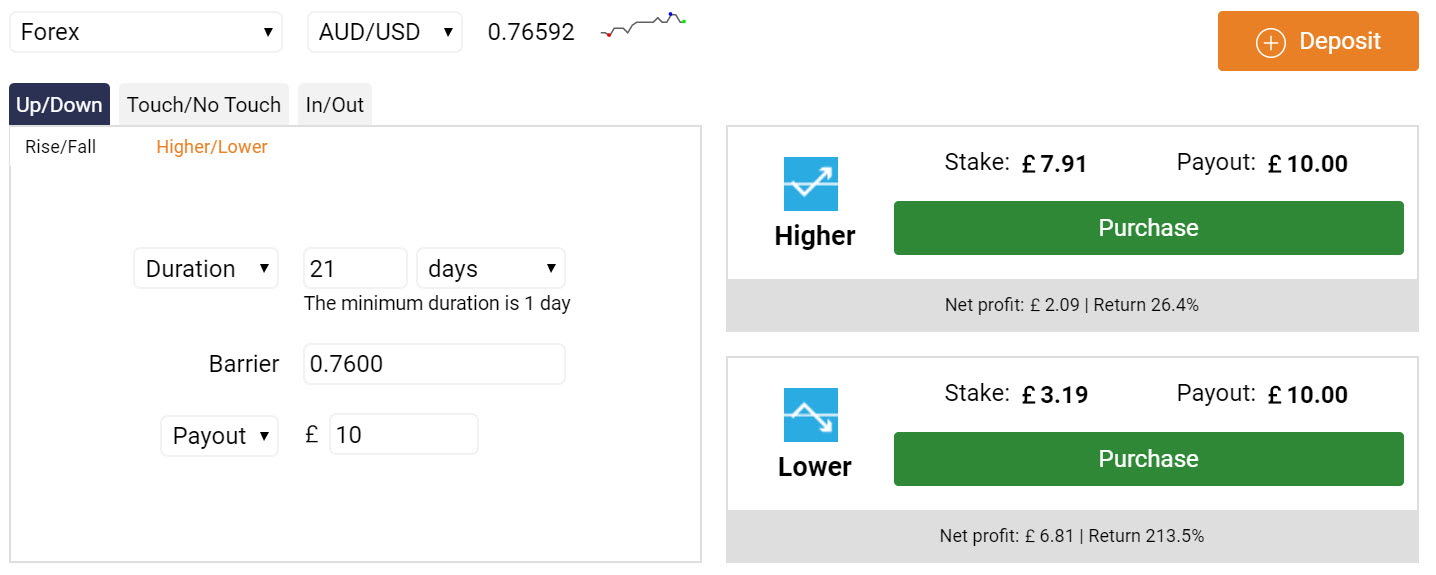 Forex AUD/USD 0.76592 Deposit
Up/Down Touch/No Touch In/Out
Rise/Fall Higher/Lower
Duration 21 days
The minimum duration is 1 day
Barrier 0.7600
Payout £ 10
Stake: £ 7.91 Payout: £ 10.00
Higher Purchase
Net profit: £ 2.09 | Return 26.4%
Stake: £ 3.19 Payout: £ 10.00
Lower Purchase
Net profit: £ 6.81 | Return 213.5%